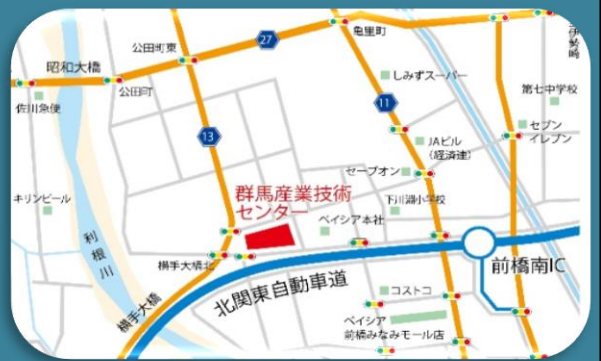 亀里町
伊勢崎
27
公田町東
昭和大橋
しみずスーパー
第七中学校
公田町
佐川急便
11
セブン
イレブン
13
JAビル
(経済連)
セーブオン
群馬産業技術
センター
キリンビール
下川淵小学校
ベイシア本社
利根川
横手大橋北
前橋南IC
北関東自動車道
コストコ
横手大橋
ベイシア
前橋みなみモール店